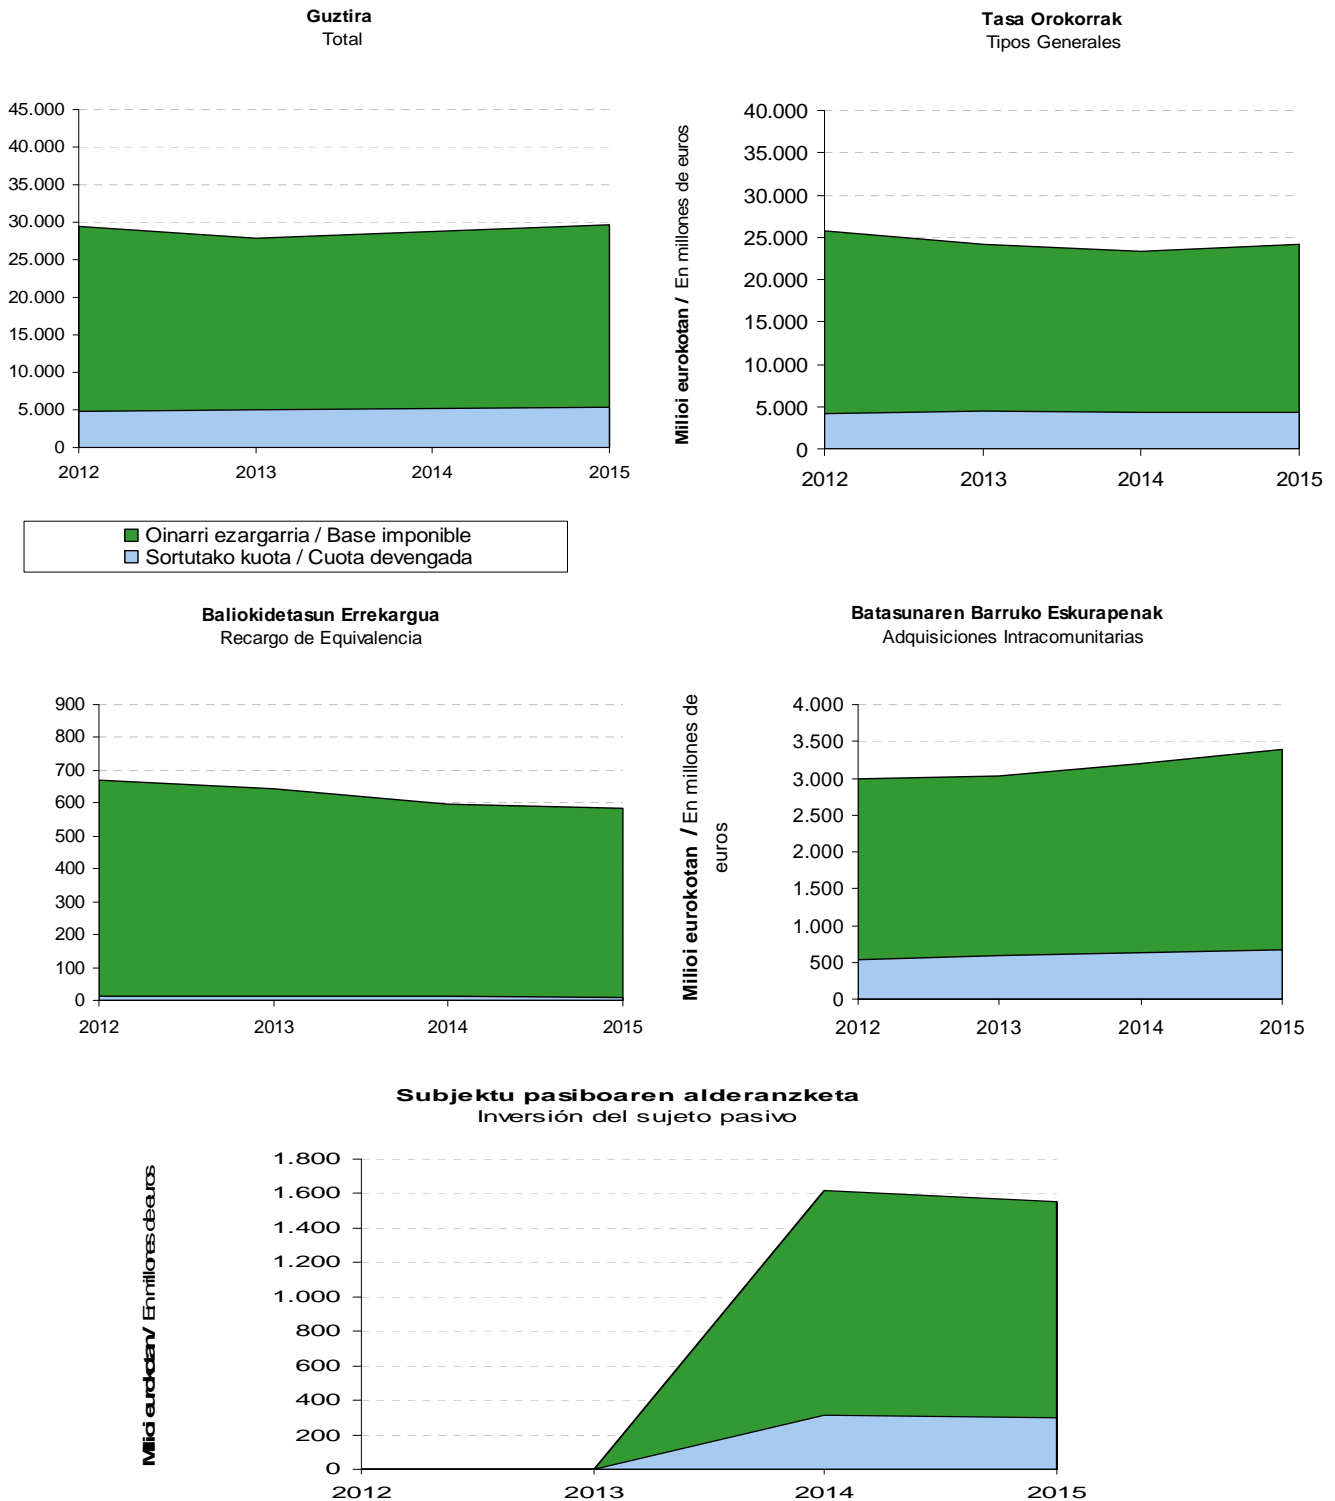 Guztira
Total
45.000
40.000
35.000
30.000
25.000
20.000
15.000
10.000
5.000
0
2012 2013 2014 2015
Tasa Orokorrak
Tipos Generales
Milioi eurokotan / En millones de euros
40.000
35.000
30.000
25.000
20.000
15.000
10.000
5.000
0
2012 2013 2014 2015
Oinarri ezargarria / Base imponible
Sortutako kuota / Cuota devengada
Baliokidetasun Errekargua
Recargo de Equivalencia
900
800
700
600
500
400
300
200
100
0
2012 2013 2014 2015
Batasunaren Barruko Eskurapenak
Adquisiciones Intracomunitarias
Milioi eurokotan / En millones de
euros
4.000
3.500
3.000
2.500
2.000
1.500
1.000
500
0
2012 2013 2014 2015
Subjektu pasiboaren alderanzketa
Inversión del sujeto pasivo
Milioi eurokotan / En millones de euros
1.800
1.600
1.400
1.200
1.000
800
600
400
200
0
2012 2013 2014 2015